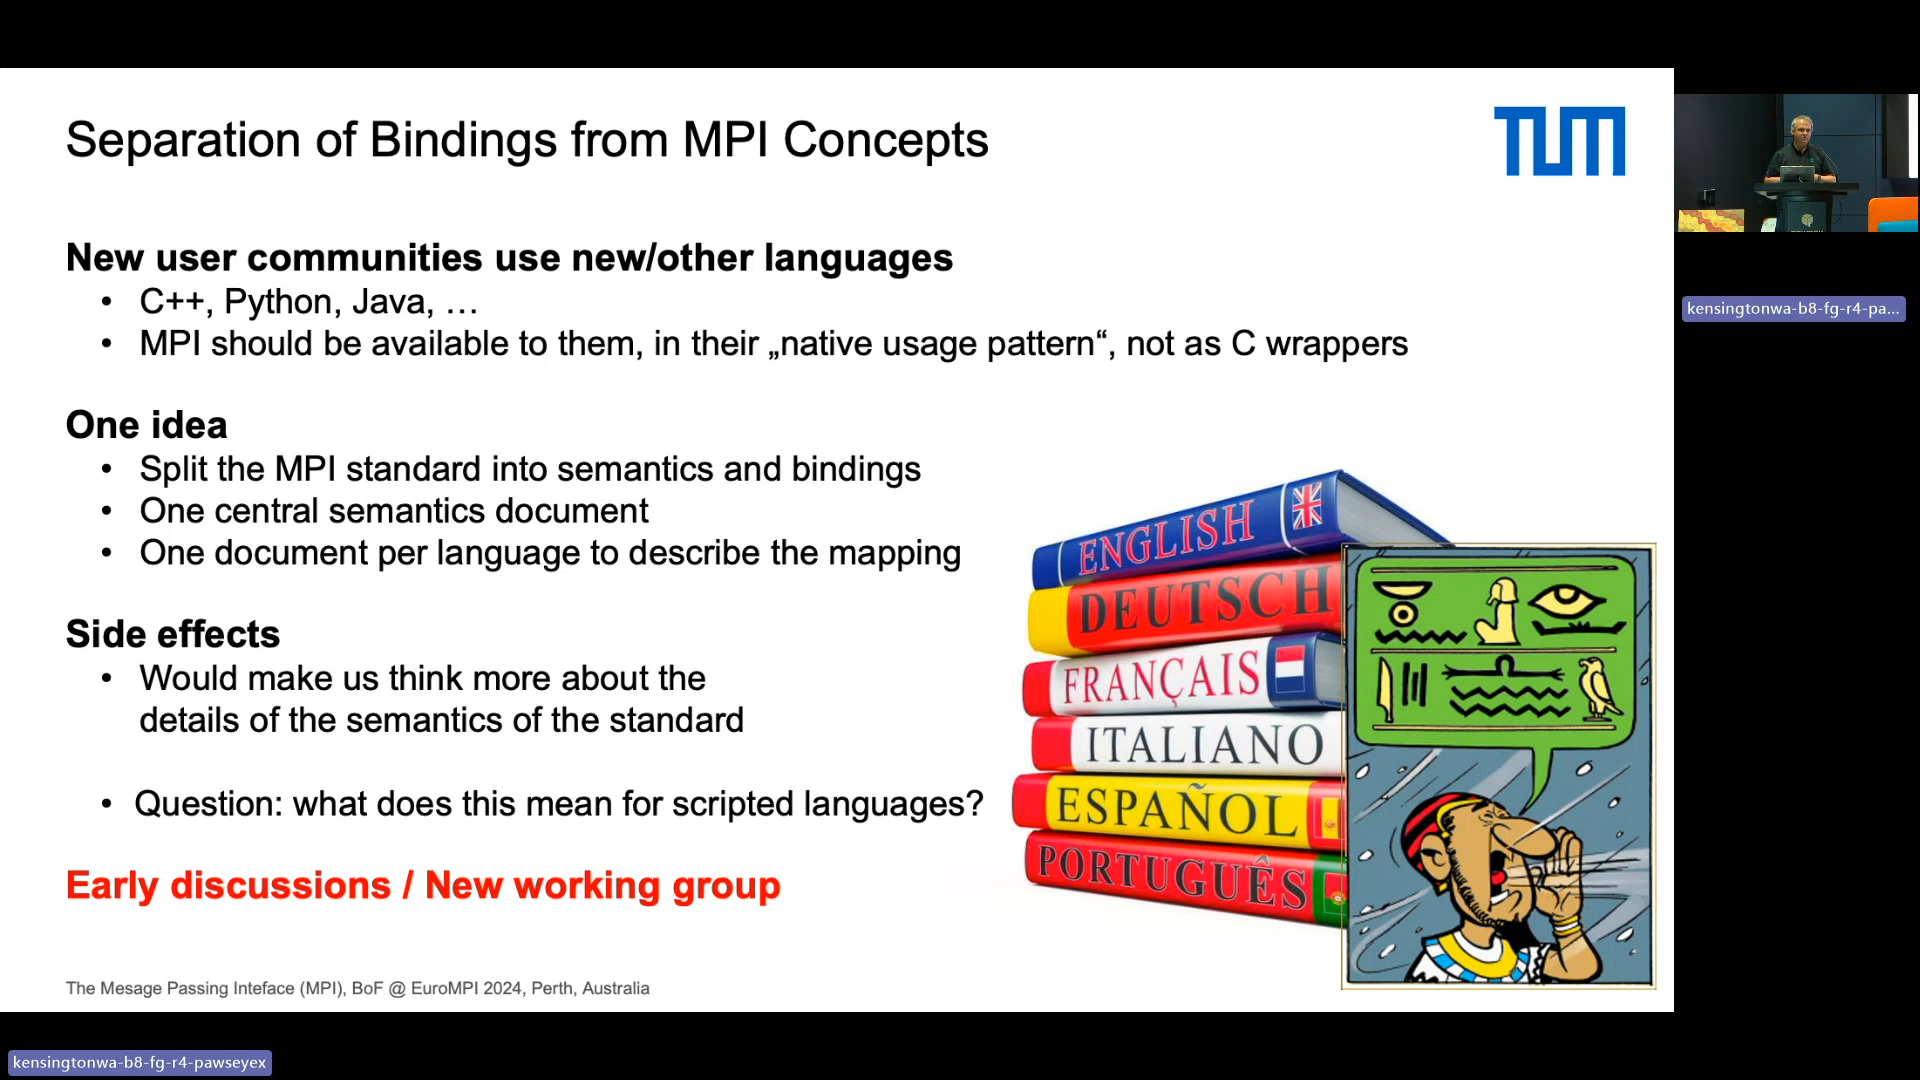 Separation of Bindings from MPI Concepts
TUM
New user communities use new/other languages
• C++, Python, Java, …
• MPI should be available to them, in their „native usage pattern“, not as C wrappers
One idea
• Split the MPI standard into semantics and bindings
• One central semantics document
• One document per language to describe the mapping
Side effects
• Would make us think more about the
details of the semantics of the standard
• Question: what does this mean for scripted languages?
Early discussions / New working group
ENGLISH
DEUTSCH
FRANÇAIS
ITALIANO
ESPAÑOL
PORTUGUÊS
The Mesage Passing Inteface (MPI), BoF @ EuroMPI 2024, Perth, Australia
kensingtonwa-b8-fg-r4-pa...
kensingtonwa-b8-fg-r4-pawseyex